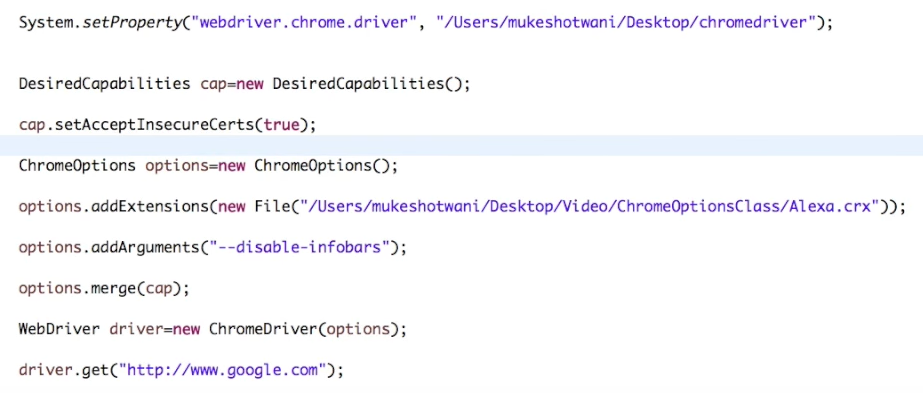 System.setProperty("webdriver.chrome.driver", "/Users/mukeshotwani/Desktop/chromedriver");
DesiredCapabilities cap=new DesiredCapabilities();
cap.setAcceptInsecureCerts(true);
ChromeOptions options=new ChromeOptions();
options.addExtensions(new File("/Users/mukeshotwani/Desktop/Video/ChromeOptionsClass/Alexa.crx"));
options.addArguments("--disable-infobars");
options.merge(cap);
WebDriver driver=new ChromeDriver(options);
driver.get("http://www.google.com");